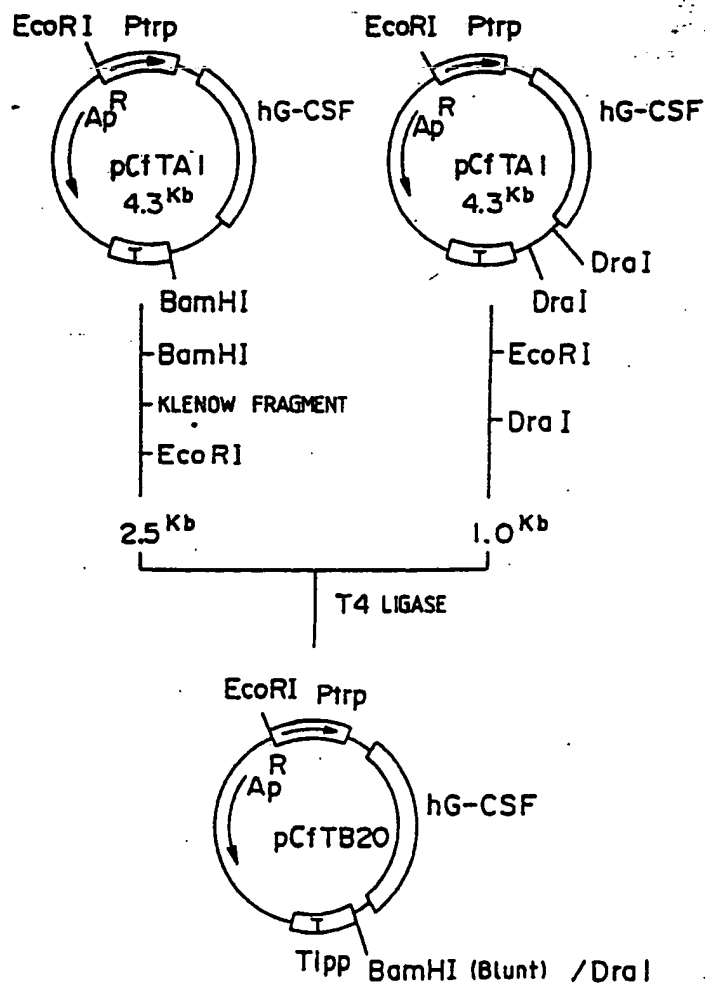 EcoRI Ptrp
ApR
hG-CSF
pCfTA1
4.3Kb
T
BamHI
BamHI
KLENOW FRAGMENT
EcoRI
2.5Kb
EcoRI Ptrp
ApR
hG-CSF
pCfTA1
4.3Kb
T
DraI
DraI
EcoRI
DraI
1.0Kb
T4 LIGASE
EcoRI Ptrp
ApR
hG-CSF
pCfTB20
T
Tlpp BamHI (Blunt) /DraI